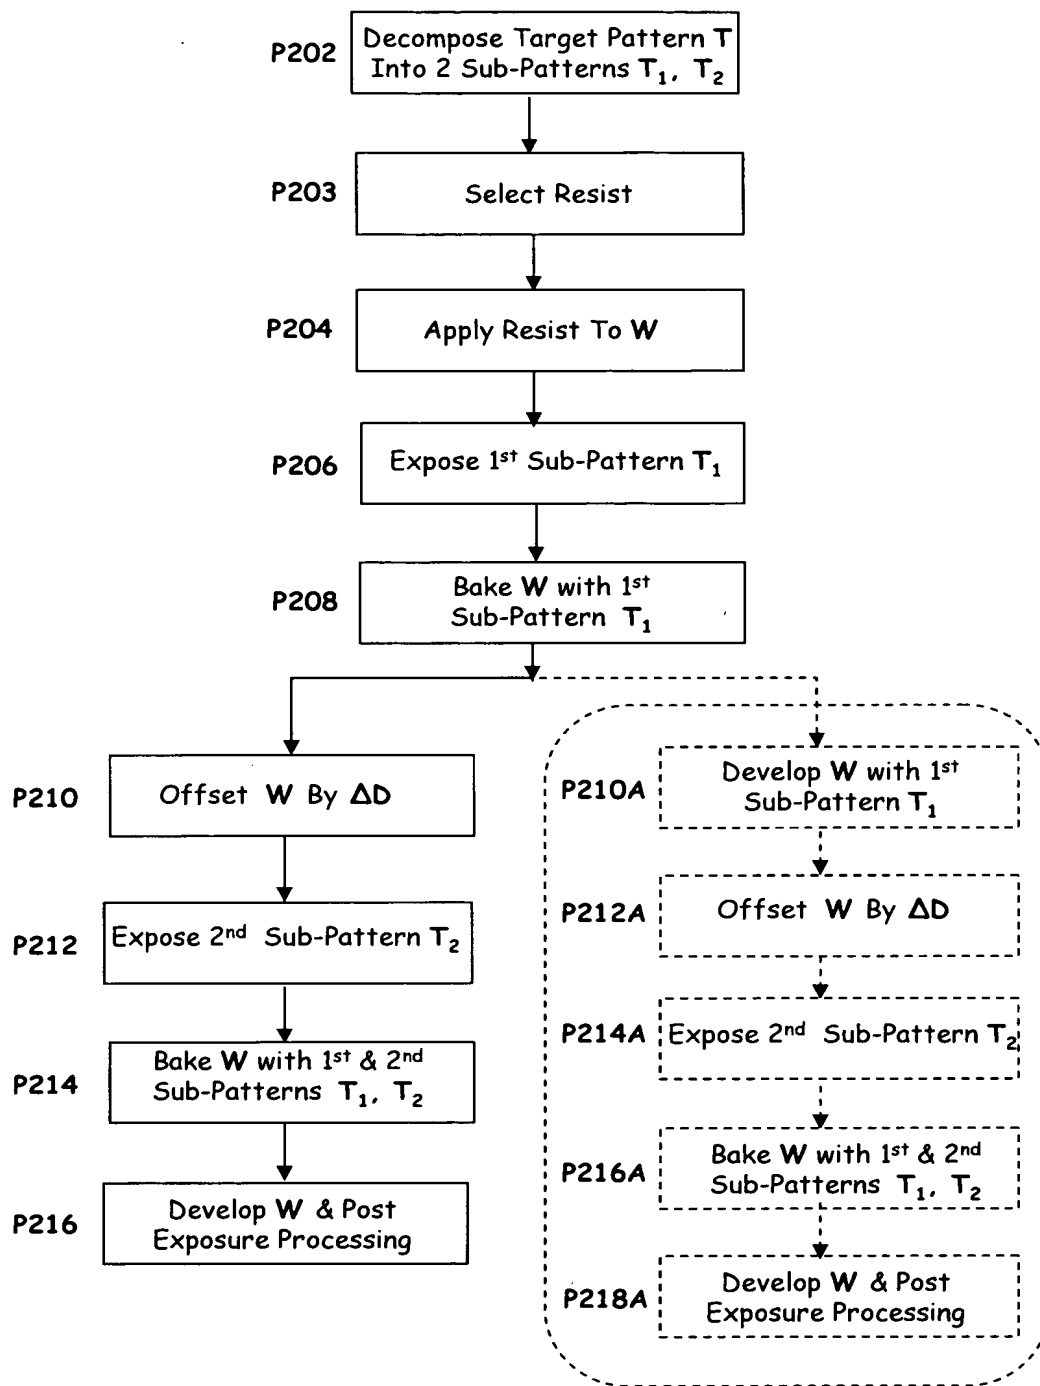 P202
Decompose Target Pattern T
Into 2 Sub-Patterns T₁, T₂
P203
Select Resist
P204
Apply Resist To W
P206
Expose 1st Sub-Pattern T₁
P208
Bake W with 1st
Sub-Pattern T₁
P210
Offset W By ΔD
P212
Expose 2nd Sub-Pattern T₂
P214
Bake W with 1st & 2nd
Sub-Patterns T₁, T₂
P216
Develop W & Post
Exposure Processing
P210A
Develop W with 1st
Sub-Pattern T₁
P212A
Offset W By ΔD
P214A
Expose 2nd Sub-Pattern T₂
P216A
Bake W with 1st & 2nd
Sub-Patterns T₁, T₂
P218A
Develop W & Post
Exposure Processing